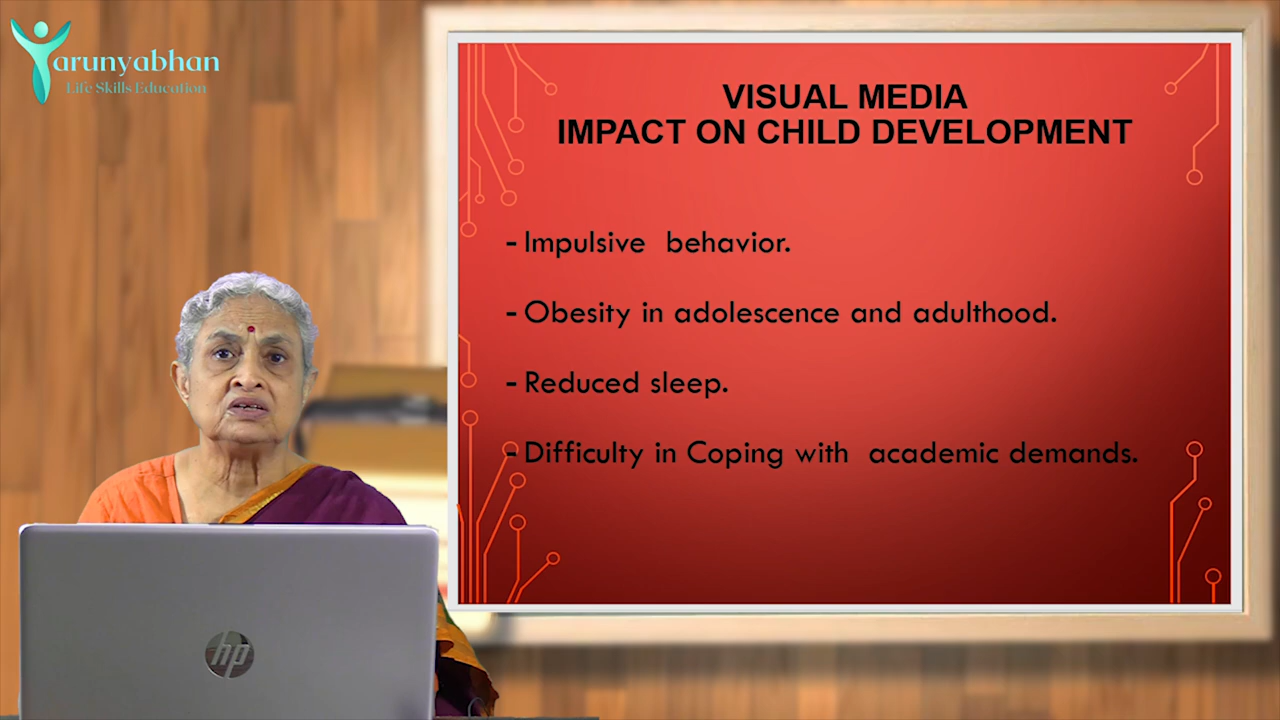 Tarunyabhan
Life Skills Education
VISUAL MEDIA
IMPACT ON CHILD DEVELOPMENT
- Impulsive behavior.
- Obesity in adolescence and adulthood.
- Reduced sleep.
- Difficulty in Coping with academic demands.
hp